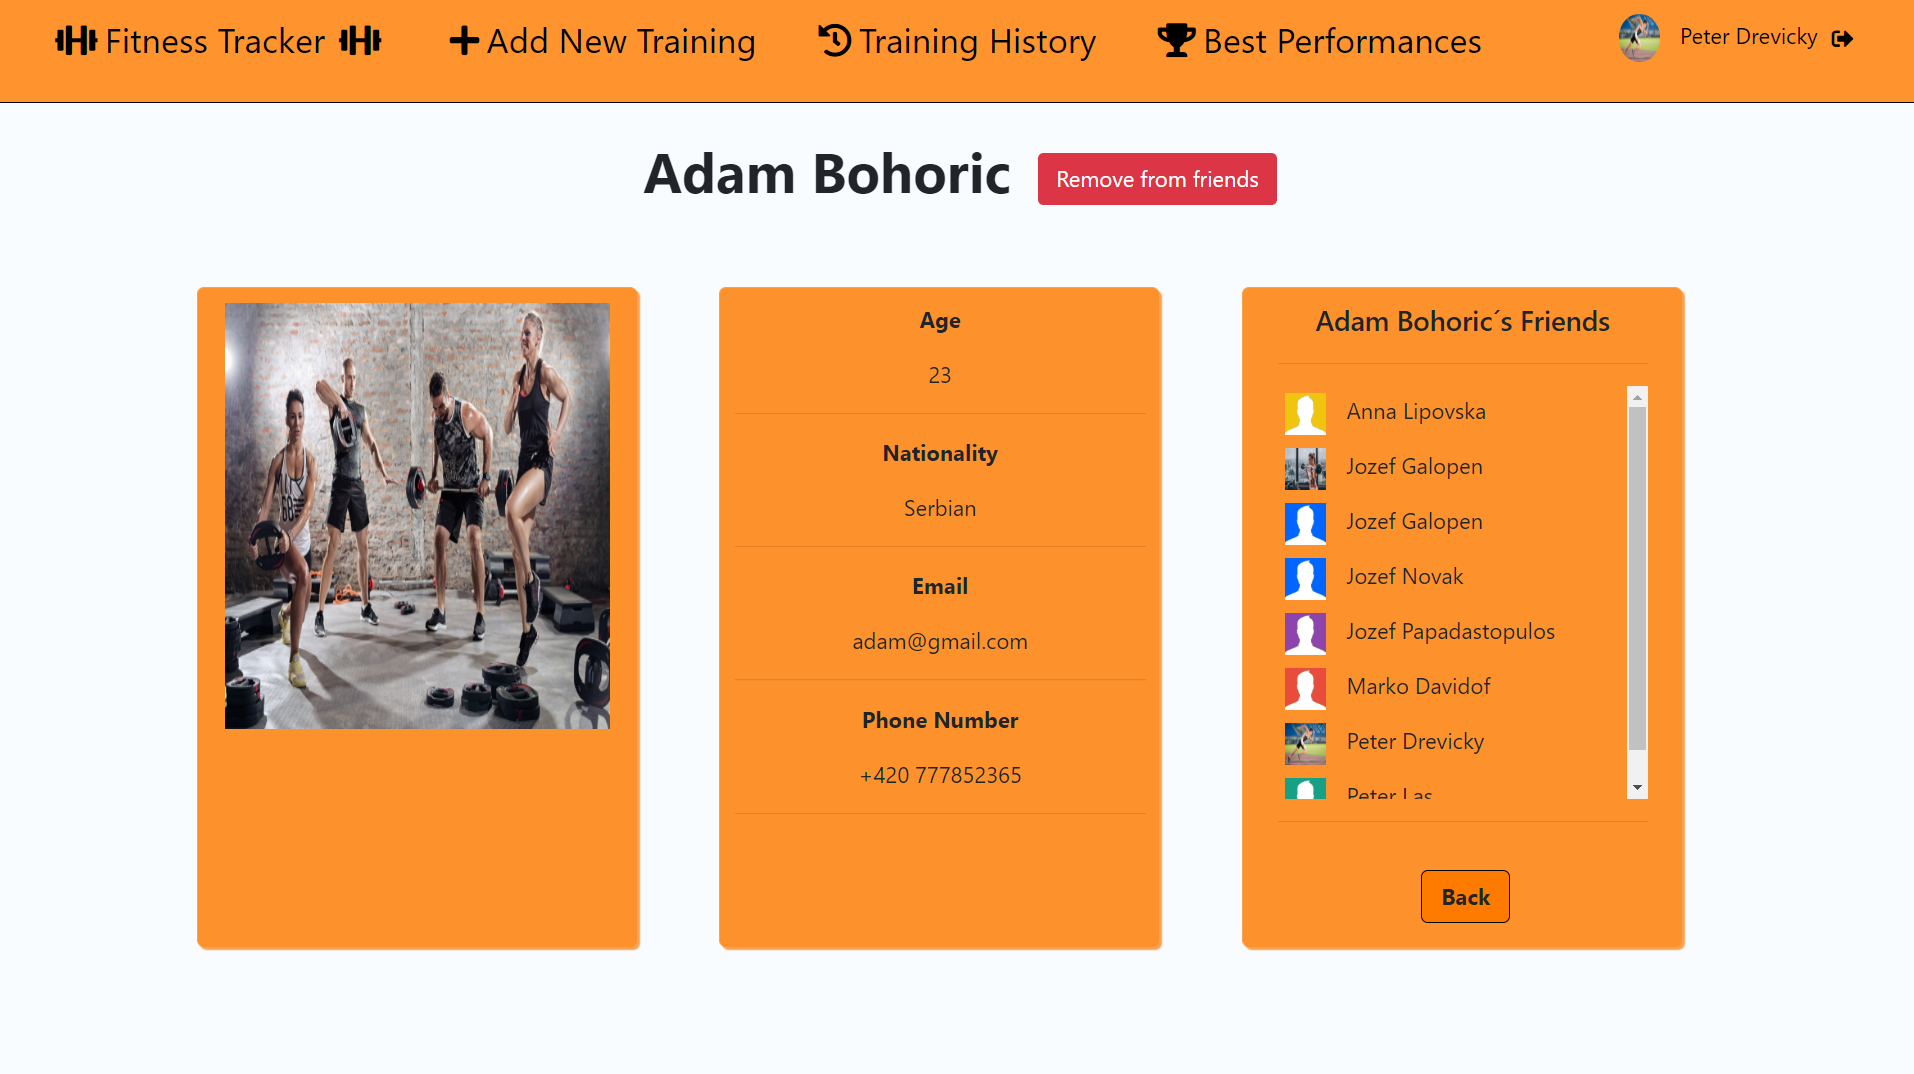 Fitness Tracker
Add New Training
Training History
Best Performances
Peter Drevicky
Adam Bohoric
Remove from friends
68
Age
23
Nationality
Serbian
Email
adam@gmail.com
Phone Number
+420 777852365
Adam Bohoric´s Friends
Anna Lipovska
Jozef Galopen
Jozef Galopen
Jozef Novak
Jozef Papadastopulos
Marko Davidof
Peter Drevicky
Peter Las
Back